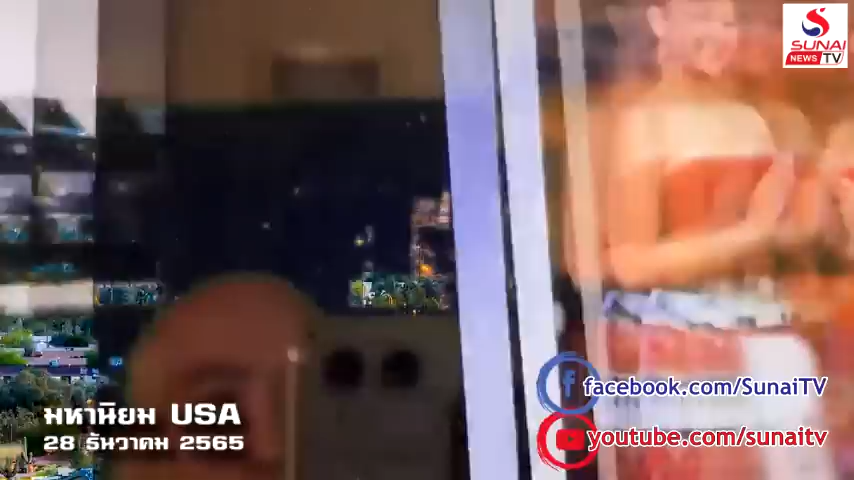 SUNAI
NEWS TV
facebook.com/SunaiTV
มหานิยม USA
28 ธันวาคม 2565
youtube.com/sunaitv